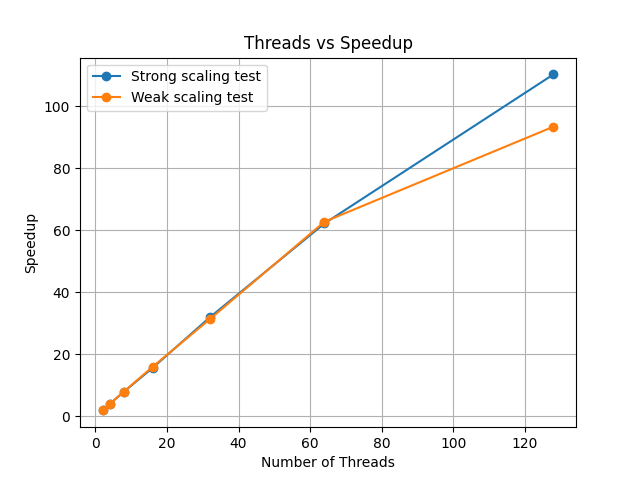 Threads vs Speedup
Strong scaling test
Weak scaling test
100
80
60
40
20
0
Speedup
0 20 40 60 80 100 120
Number of Threads